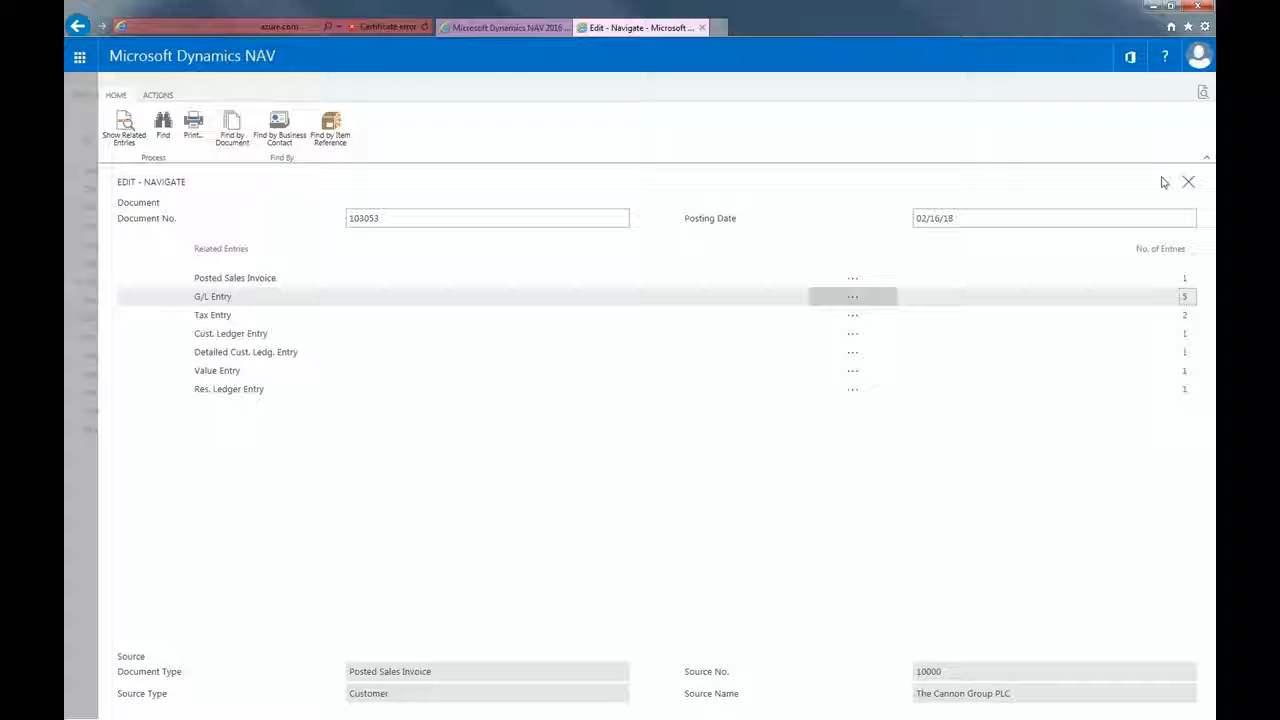 azure.com... Certificate error Microsoft Dynamics NAV 2016 ... Edit - Navigate - Microsoft ...
Microsoft Dynamics NAV
?
HOME ACTIONS
Show Related Entries
Find
Print...
Find by Document
Find by Business Contact
Find by Item Reference
Process Find By
EDIT - NAVIGATE
Document
Document No. 103053 Posting Date 02/16/18
Related Entries No. of Entries
Posted Sales Invoice ... 1
G/L Entry ... 5
Tax Entry ... 2
Cust. Ledger Entry ... 1
Detailed Cust. Ledg. Entry ... 1
Value Entry ... 1
Res. Ledger Entry ... 1
Source
Document Type Posted Sales Invoice Source No. 10000
Source Type Customer Source Name The Cannon Group PLC